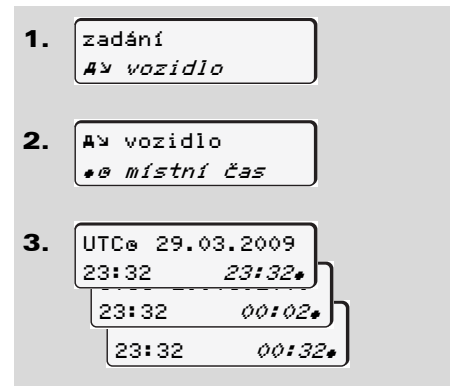 1. zadání
vozidlo
2. vozidlo
místní čas
3. UTC 29.03.2009
23:32 23:32
23:32 00:02
23:32 00:32